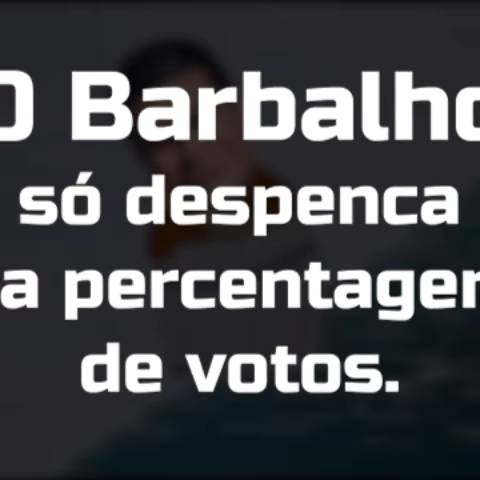 O Barbalho
só despenca
a percentagem
de votos.